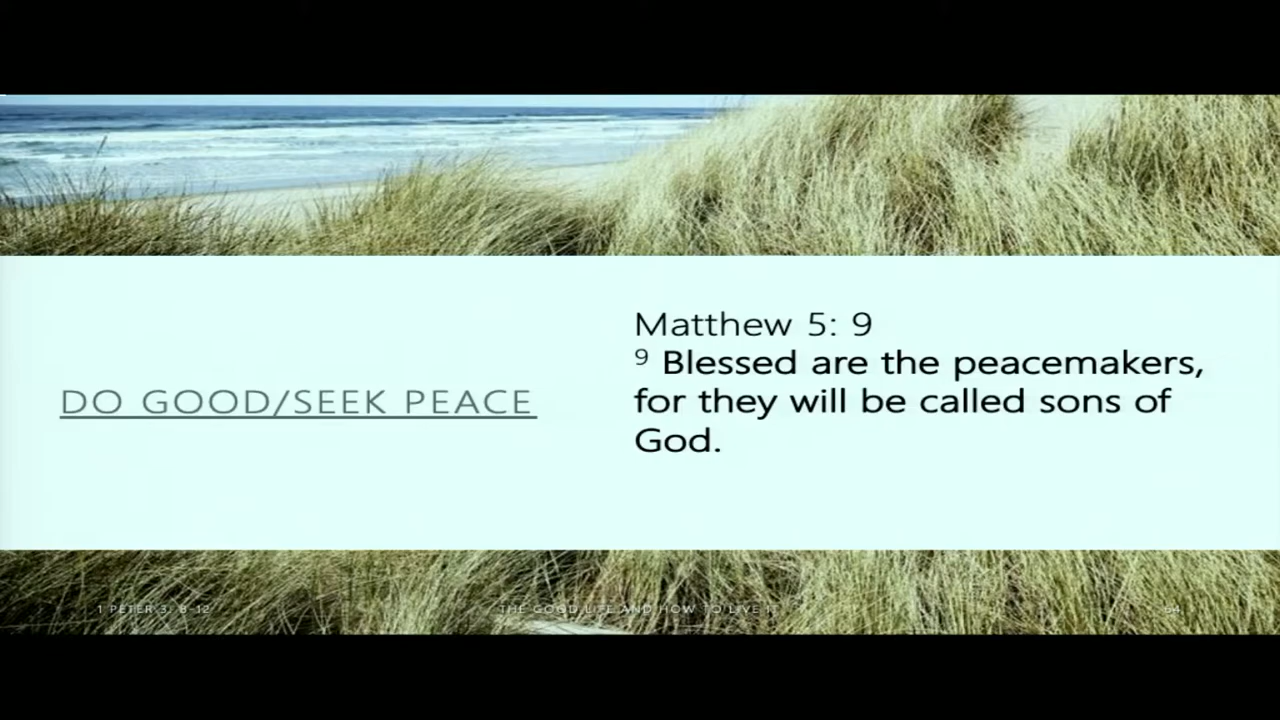 DO GOOD/SEEK PEACE
Matthew 5: 9
9 Blessed are the peacemakers,
for they will be called sons of
God.
1 PETER 3: 8-12
THE GOOD LIFE AND HOW TO LIVE IT
64